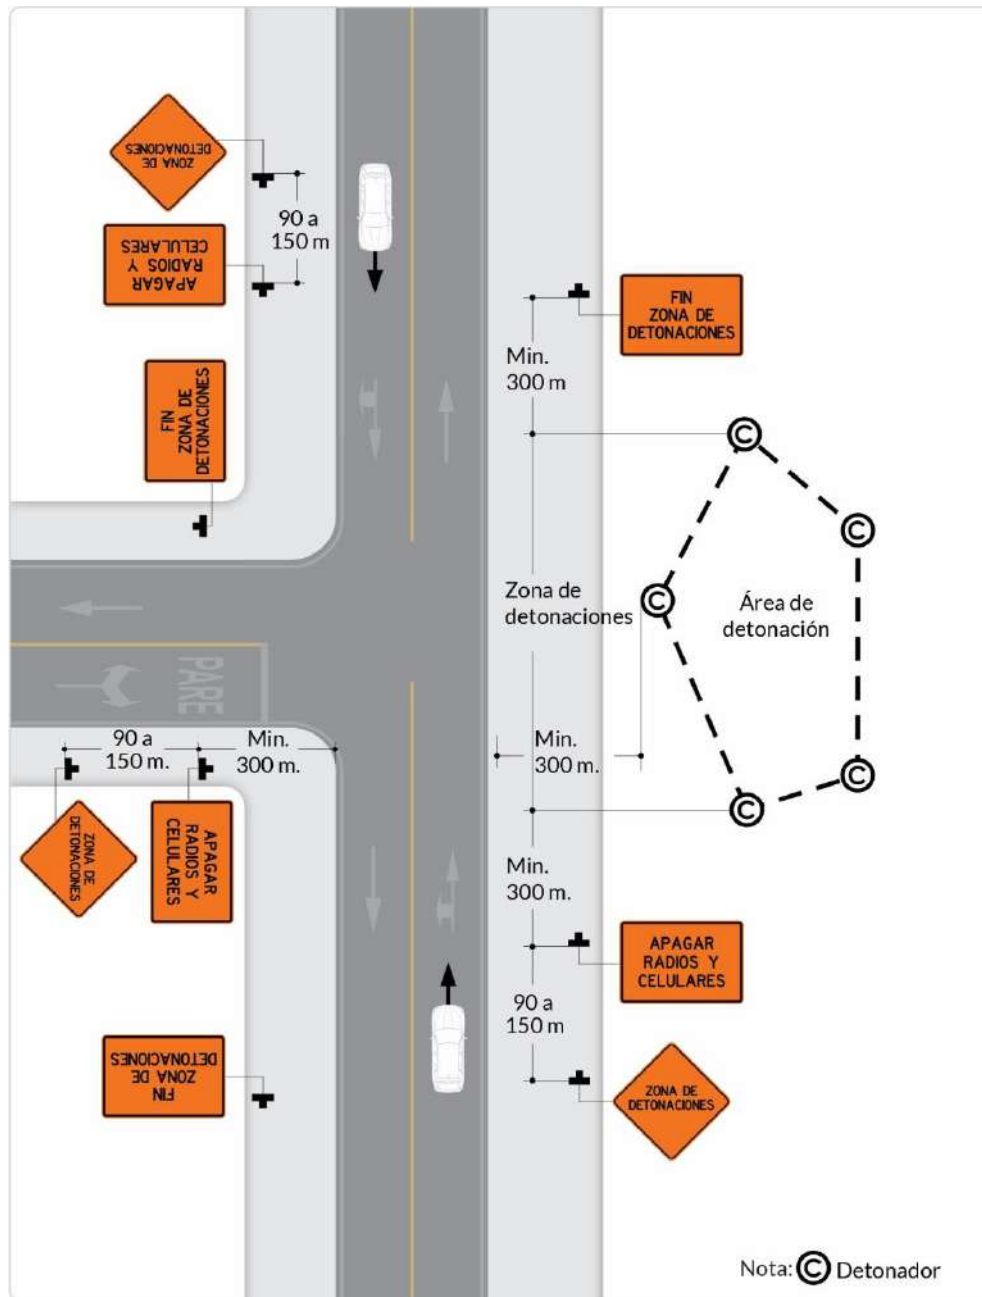 ZONA DE
DETONACIONES
90 a
150 m
APAGAR
RADIOS Y
CELULARES
FIN
ZONA DE
DETONACIONES
Min.
300 m
FIN
ZONA DE
DETONACIONES
C
C
C
Zona de
detonaciones
Área de
detonación
PARE
90 a
150 m.
Min.
300 m.
Min.
300 m.
C
C
ZONA DE
DETONACIONES
APAGAR
RADIOS Y
CELULARES
Min.
300 m.
APAGAR
RADIOS Y
CELULARES
90 a
150 m
FIN
ZONA DE
DETONACIONES
ZONA DE
DETONACIONES
Nota: C Detonador